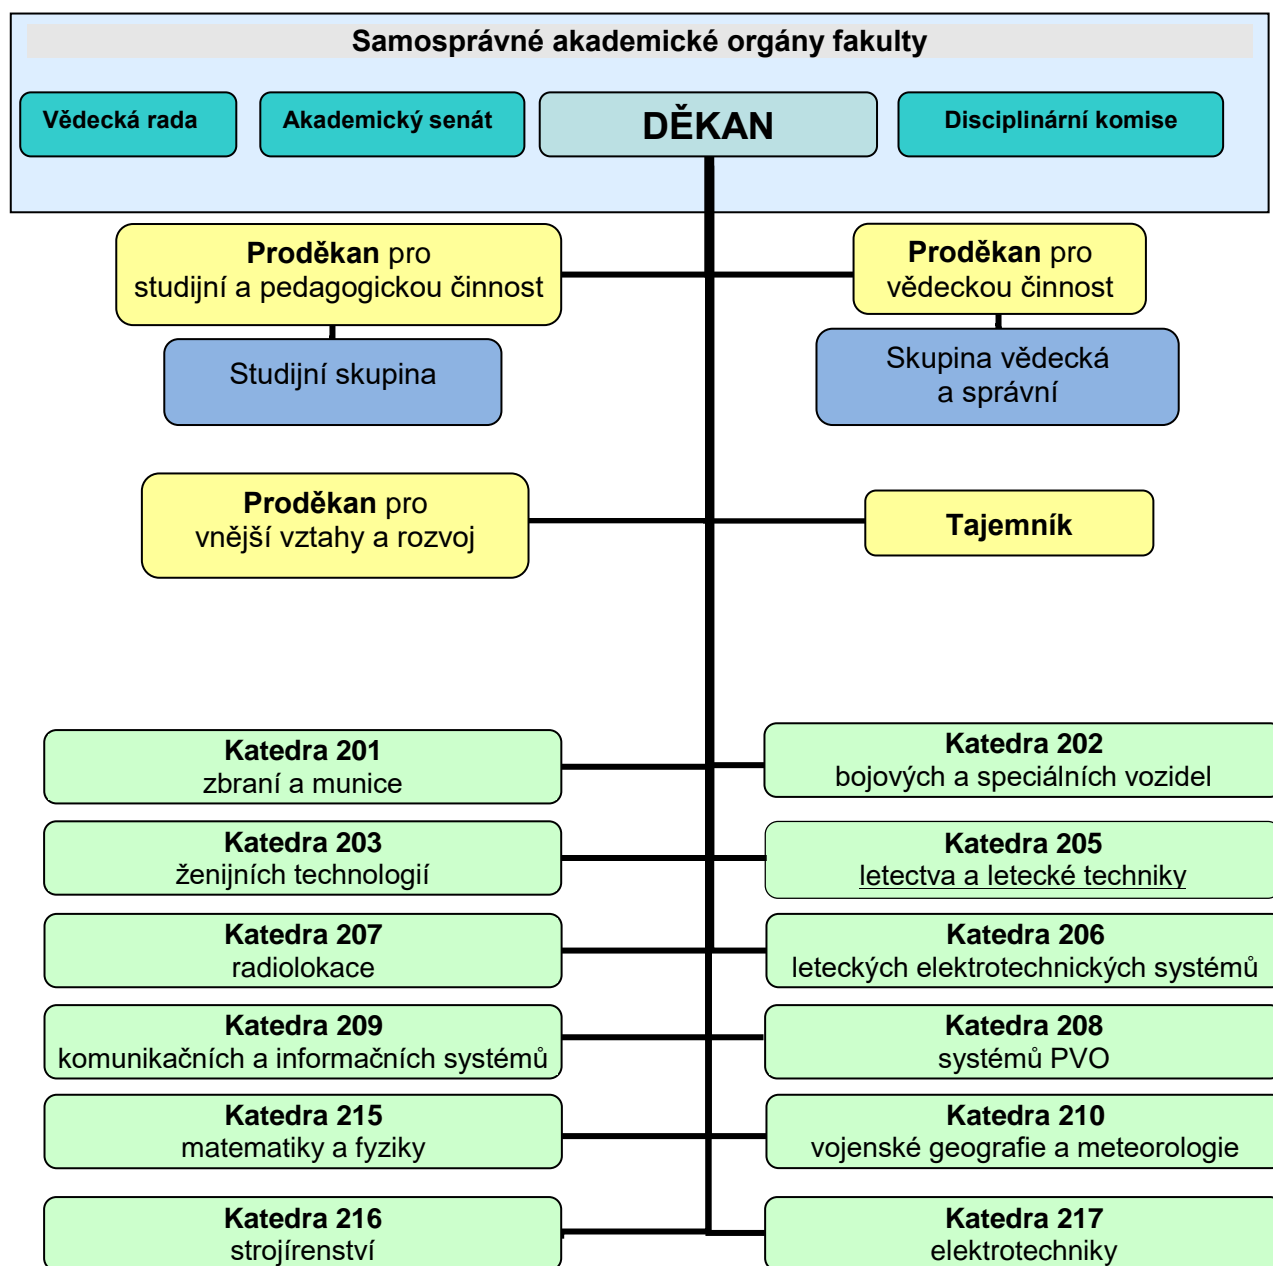 Samosprávné akademické orgány fakulty
Vědecká rada
Akademický senát
DĚKAN
Disciplinární komise
Proděkan pro
studijní a pedagogickou činnost
Proděkan pro
vědeckou činnost
Studijní skupina
Skupina vědecká
a správní
Proděkan pro
vnější vztahy a rozvoj
Tajemník
Katedra 201
zbraní a munice
Katedra 202
bojových a speciálních vozidel
Katedra 203
ženijních technologií
Katedra 205
letectva a letecké techniky
Katedra 207
radiolokace
Katedra 206
leteckých elektrotechnických systémů
Katedra 209
komunikačních a informačních systémů
Katedra 208
systémů PVO
Katedra 215
matematiky a fyziky
Katedra 210
vojenské geografie a meteorologie
Katedra 216
strojírenství
Katedra 217
elektrotechniky